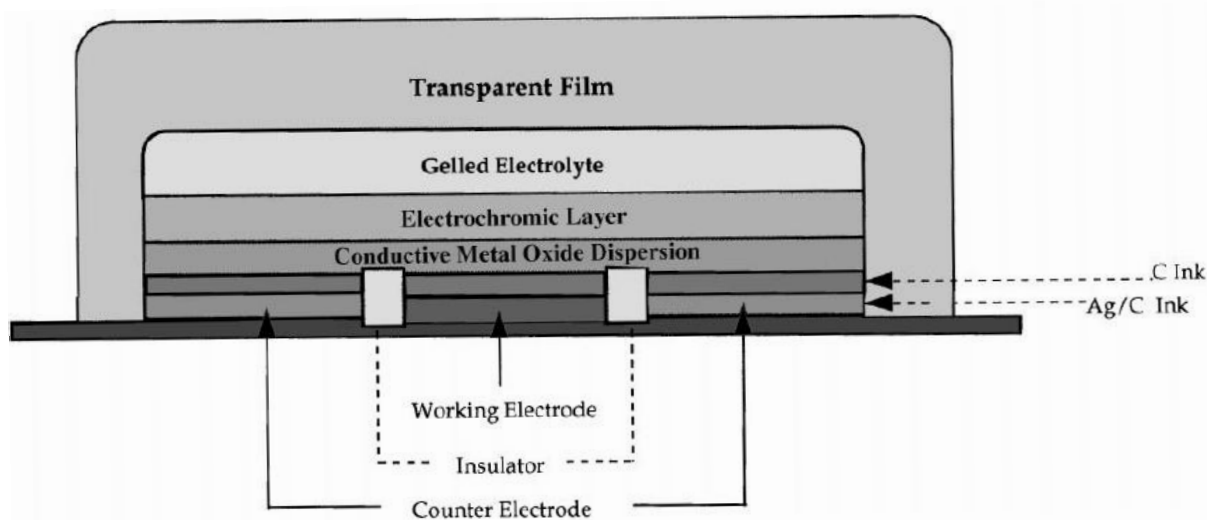 Transparent Film
Gelled Electrolyte
Electrochromic Layer
Conductive Metal Oxide Dispersion
C Ink
Ag/C Ink
Working Electrode
Insulator
Counter Electrode